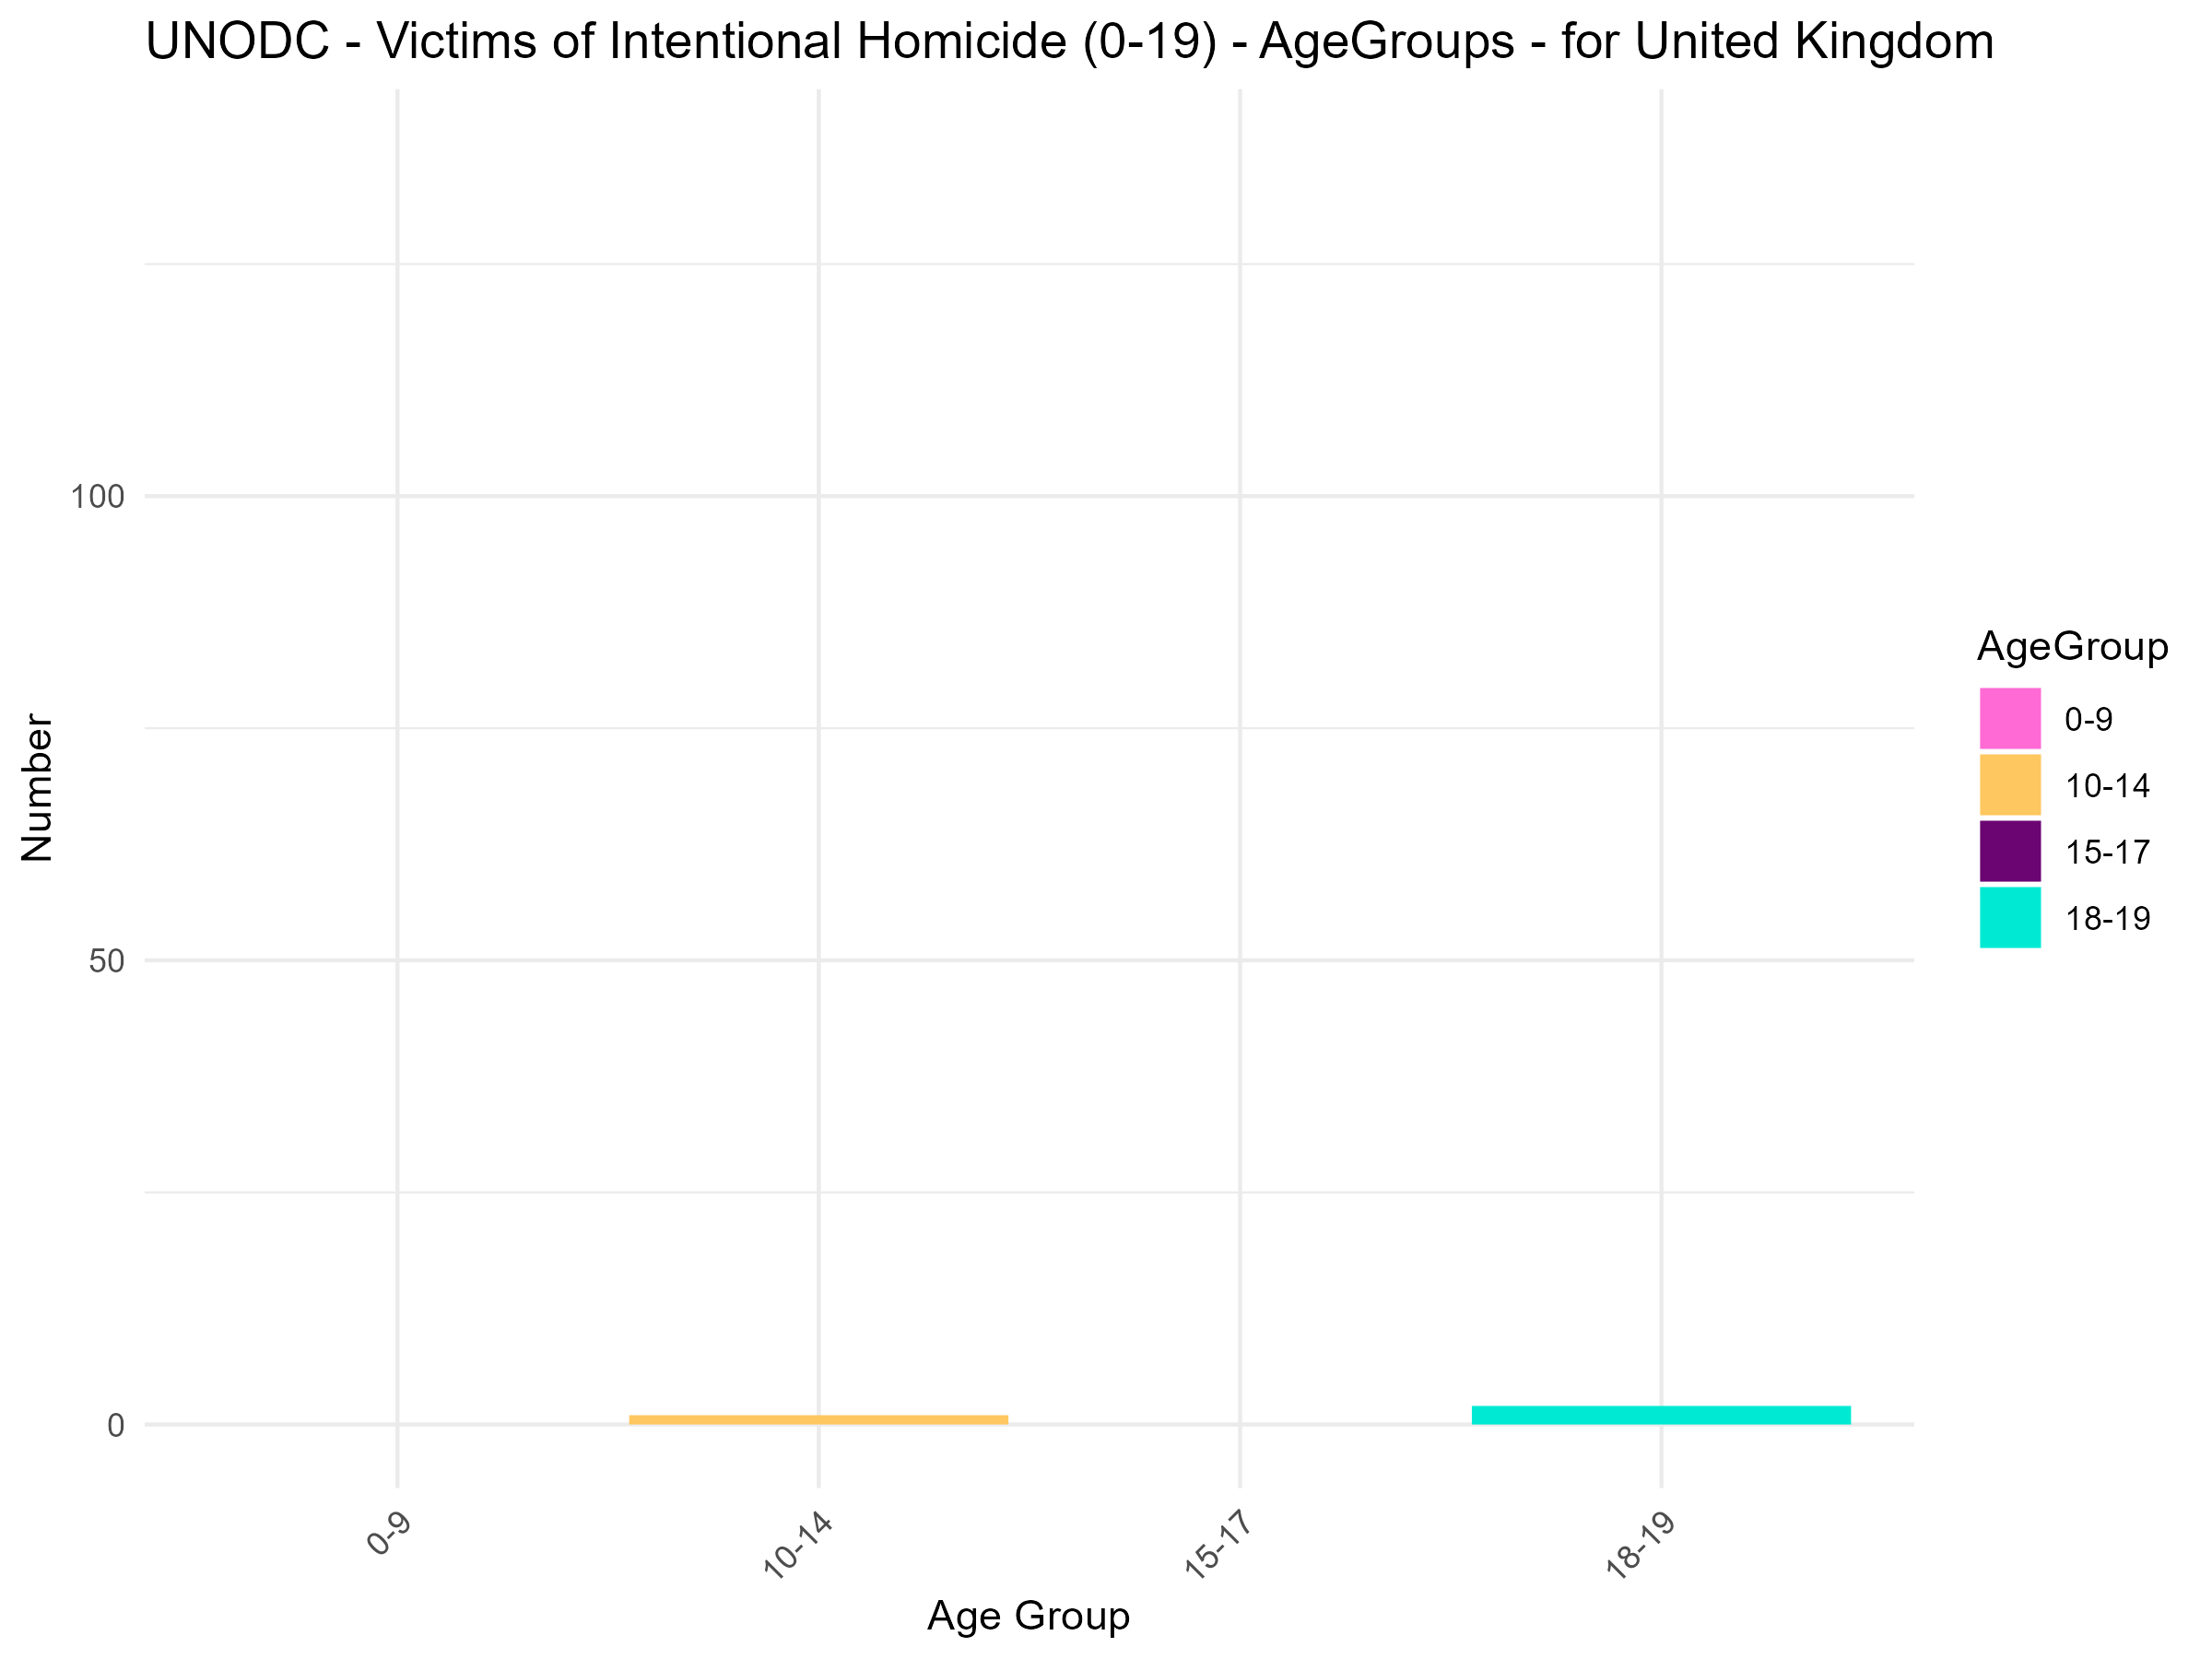 UNODC - Victims of Intentional Homicide (0-19) - AgeGroups - for United Kingdom
100
50
0
Number
0-9
10-14
15-17
18-19
Age Group
AgeGroup
0-9
10-14
15-17
18-19